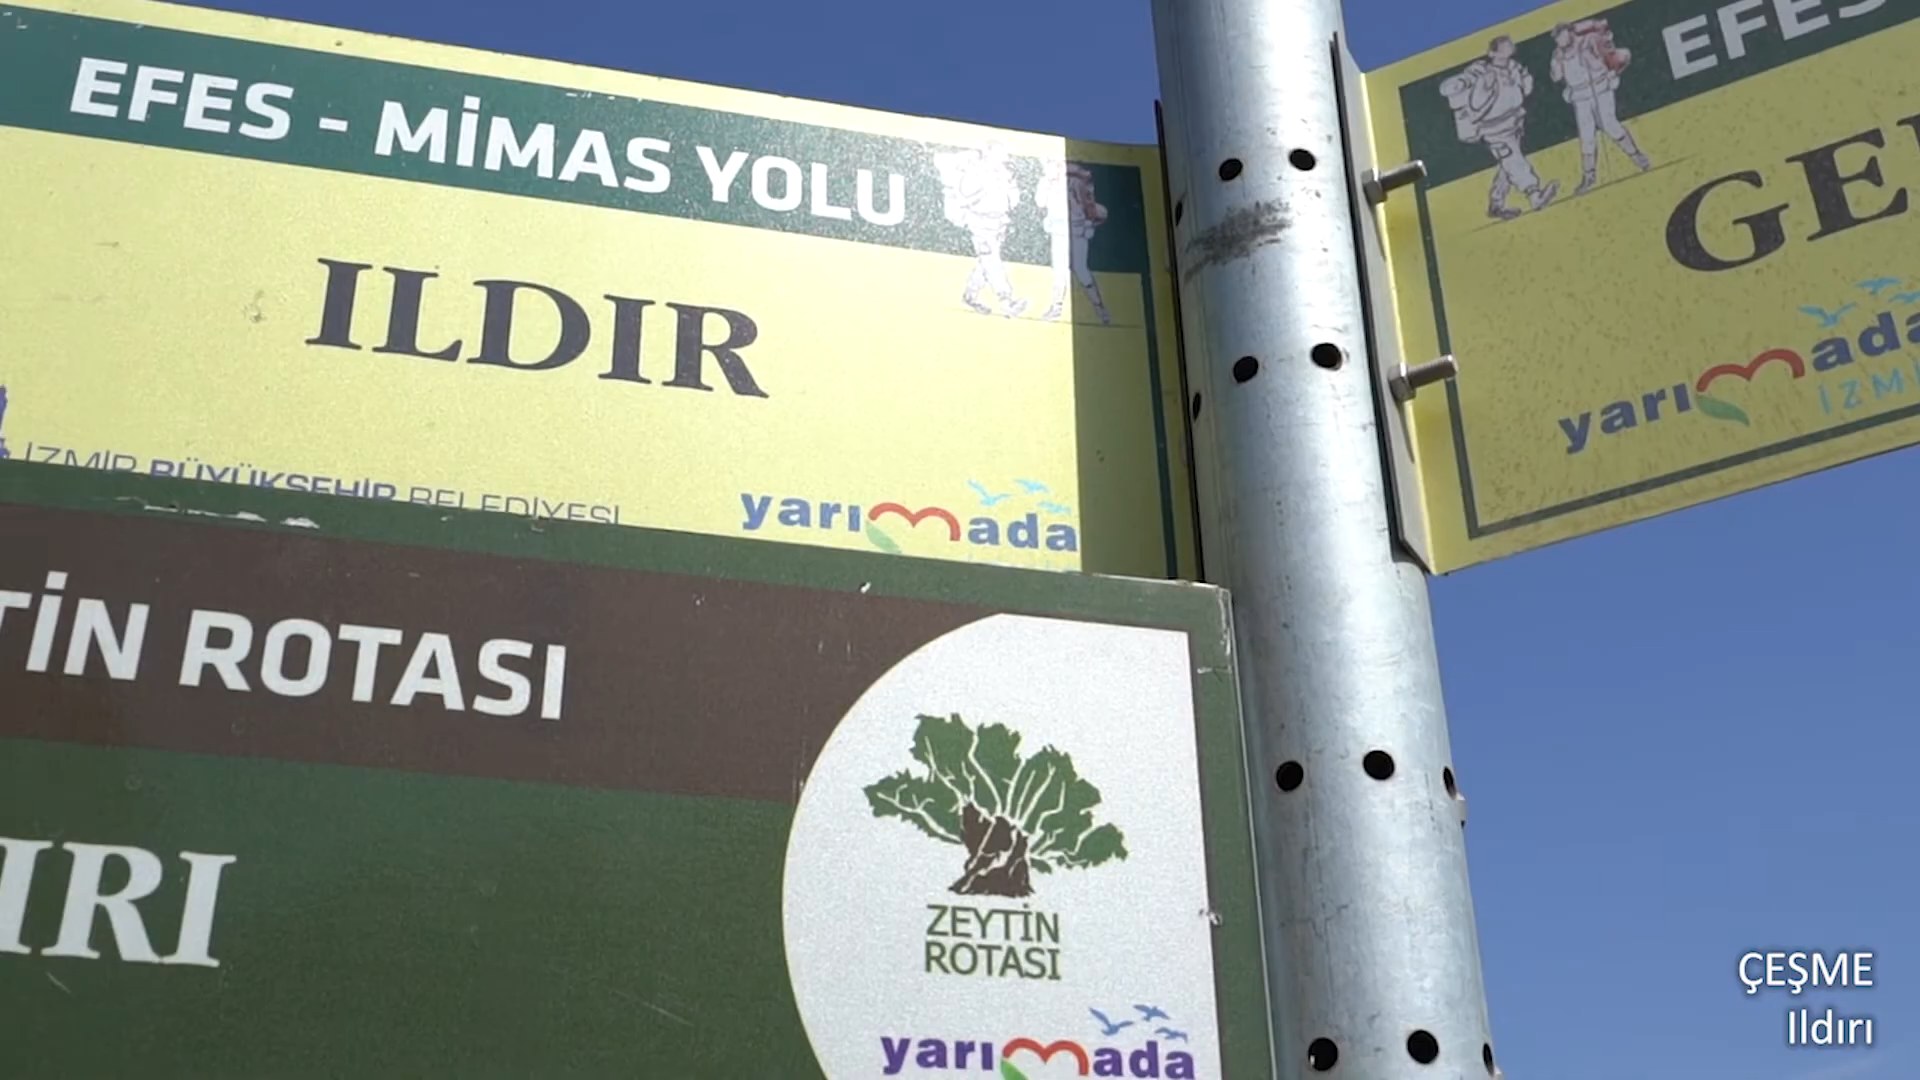 EFES - MİMAS YOLU
ILDIR
İZMİR BÜYÜKŞEHİR BELEDİYESİ
yarımada
EFES
GE
yarımada
İZMİ
TİN ROTASI
IRI
ZEYTİN
ROTASI
yarımada
ÇEŞME
Ildırı